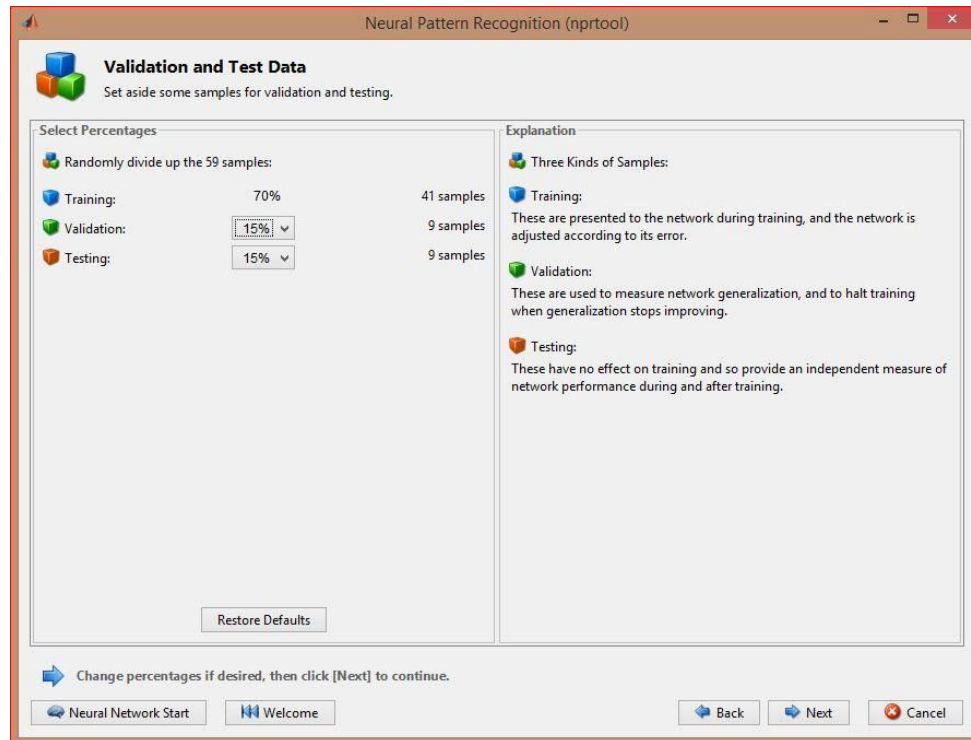 Neural Pattern Recognition (nprtool)
Validation and Test Data
Set aside some samples for validation and testing.
Select Percentages
Randomly divide up the 59 samples:
Training: 70% 41 samples
Validation: 15% 9 samples
Testing: 15% 9 samples
Restore Defaults
Explanation
Three Kinds of Samples:
Training:
These are presented to the network during training, and the network is
adjusted according to its error.
Validation:
These are used to measure network generalization, and to halt training
when generalization stops improving.
Testing:
These have no effect on training and so provide an independent measure of
network performance during and after training.
Change percentages if desired, then click [Next] to continue.
Neural Network Start Welcome Back Next Cancel